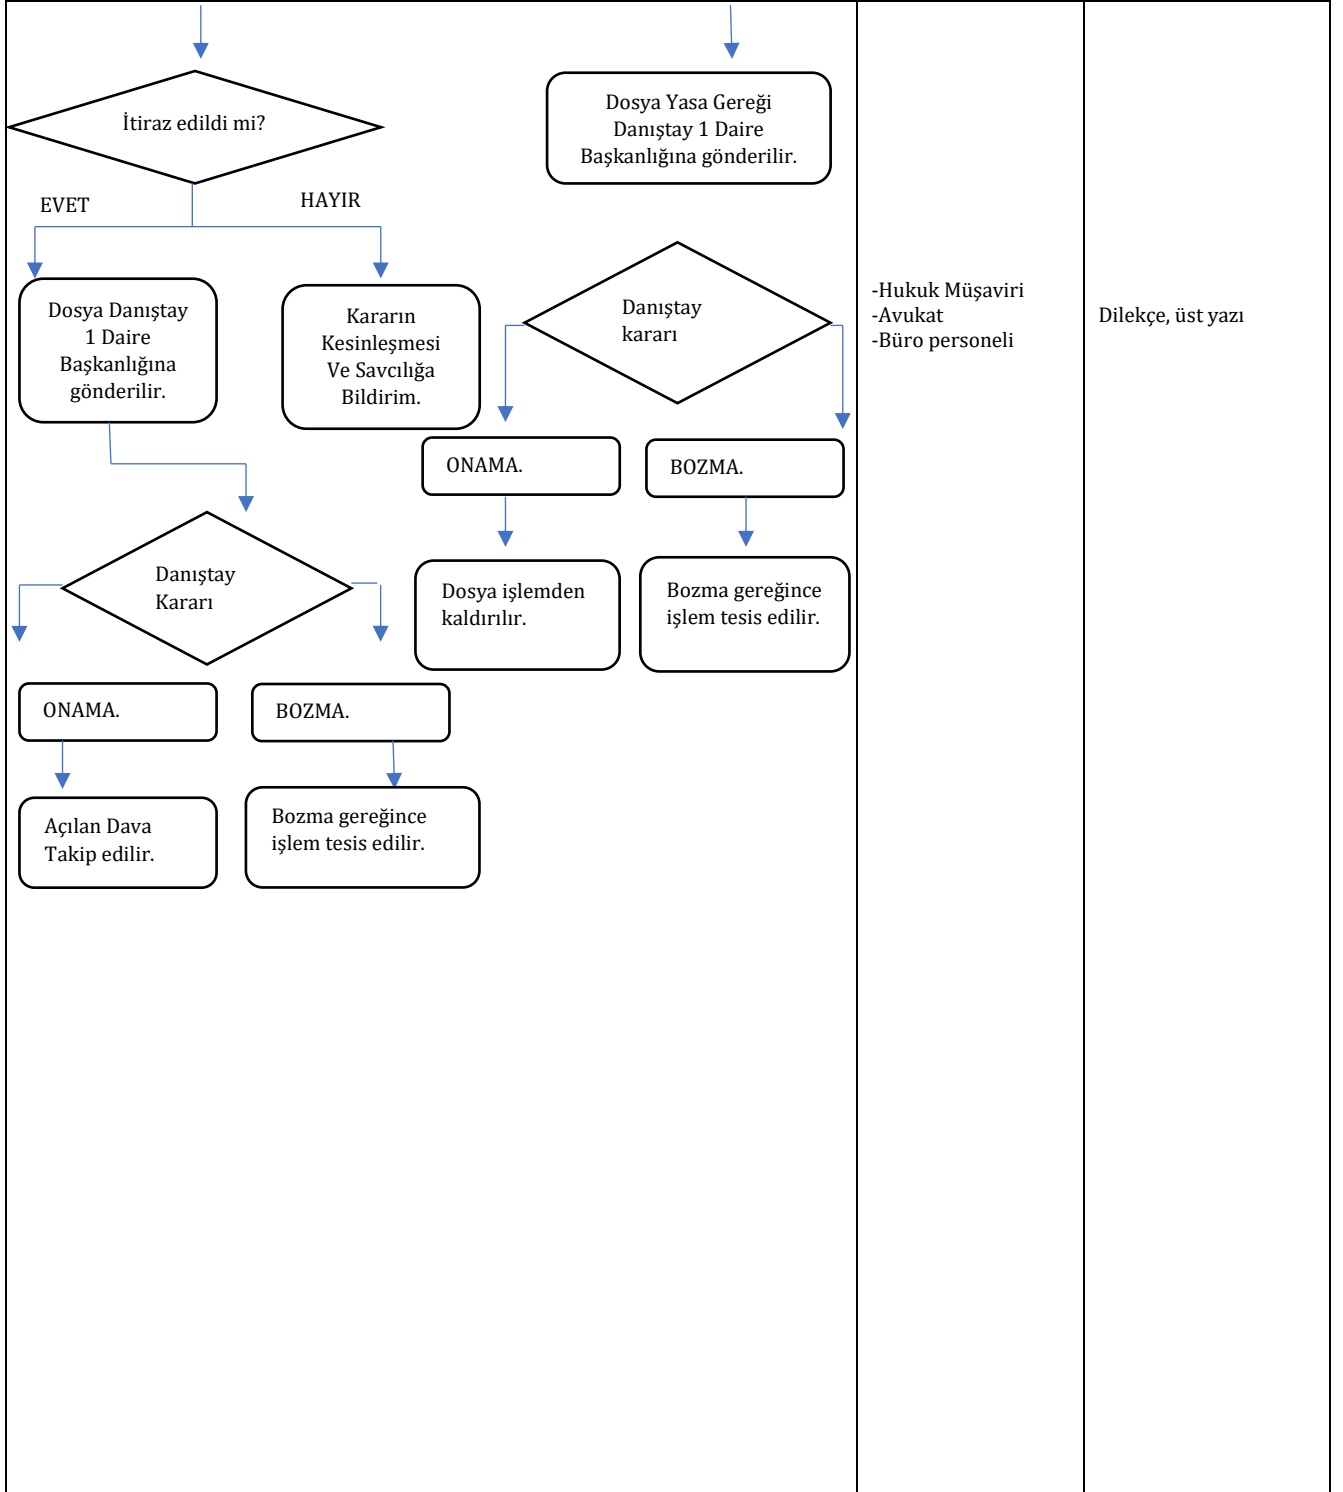 İtiraz edildi mi?
EVET
HAYIR
Dosya Danıştay
1 Daire
Başkanlığına
gönderilir.
Kararın
Kesinleşmesi
Ve Savcılığa
Bildirim.
Danıştay
Kararı
ONAMA.
BOZMA.
Açılan Dava
Takip edilir.
Bozma gereğince
işlem tesis edilir.
Dosya Yasa Gereği
Danıştay 1 Daire
Başkanlığına gönderilir.
Danıştay
kararı
ONAMA.
BOZMA.
Dosya işlemden
kaldırılır.
Bozma gereğince
işlem tesis edilir.
-Hukuk Müşaviri
-Avukat
-Büro personeli
Dilekçe, üst yazı